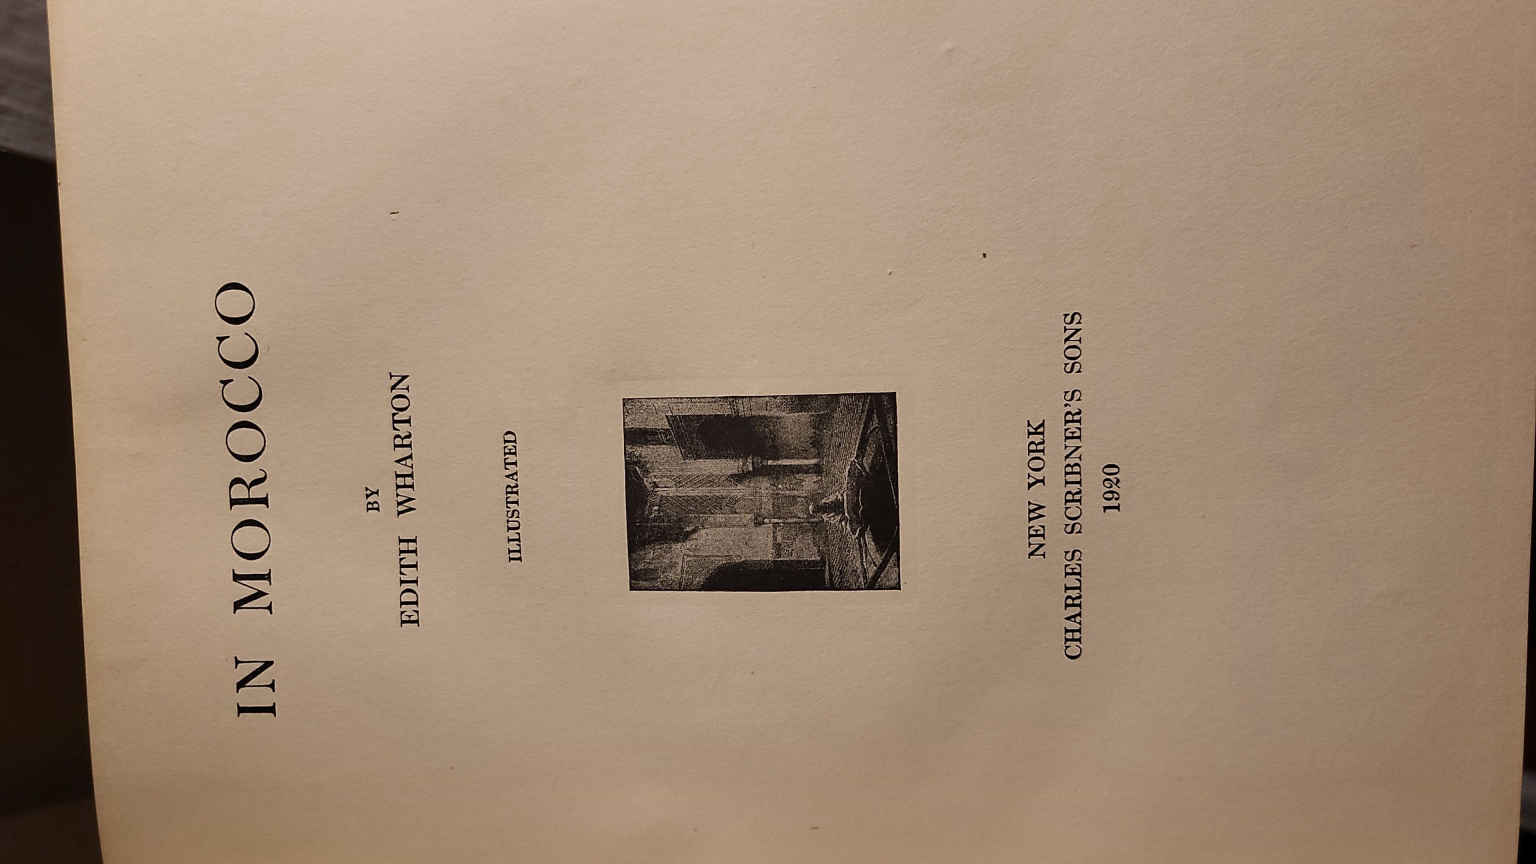 IN MOROCCO
BY
EDITH WHARTON
ILLUSTRATED
NEW YORK
CHARLES SCRIBNER'S SONS
1920